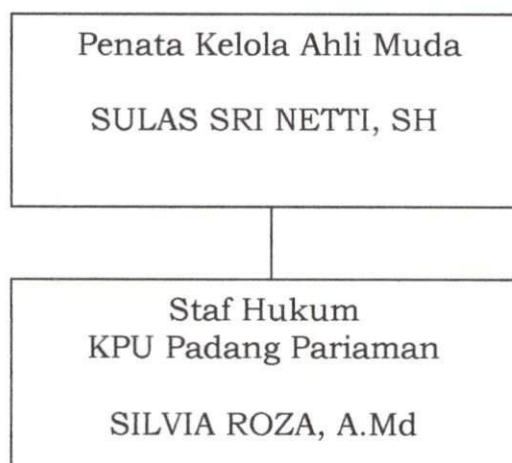 Penata Kelola Ahli Muda
SULAS SRI NETTI, SH
Staf Hukum
KPU Padang Pariaman
SILVIA ROZA, A.Md